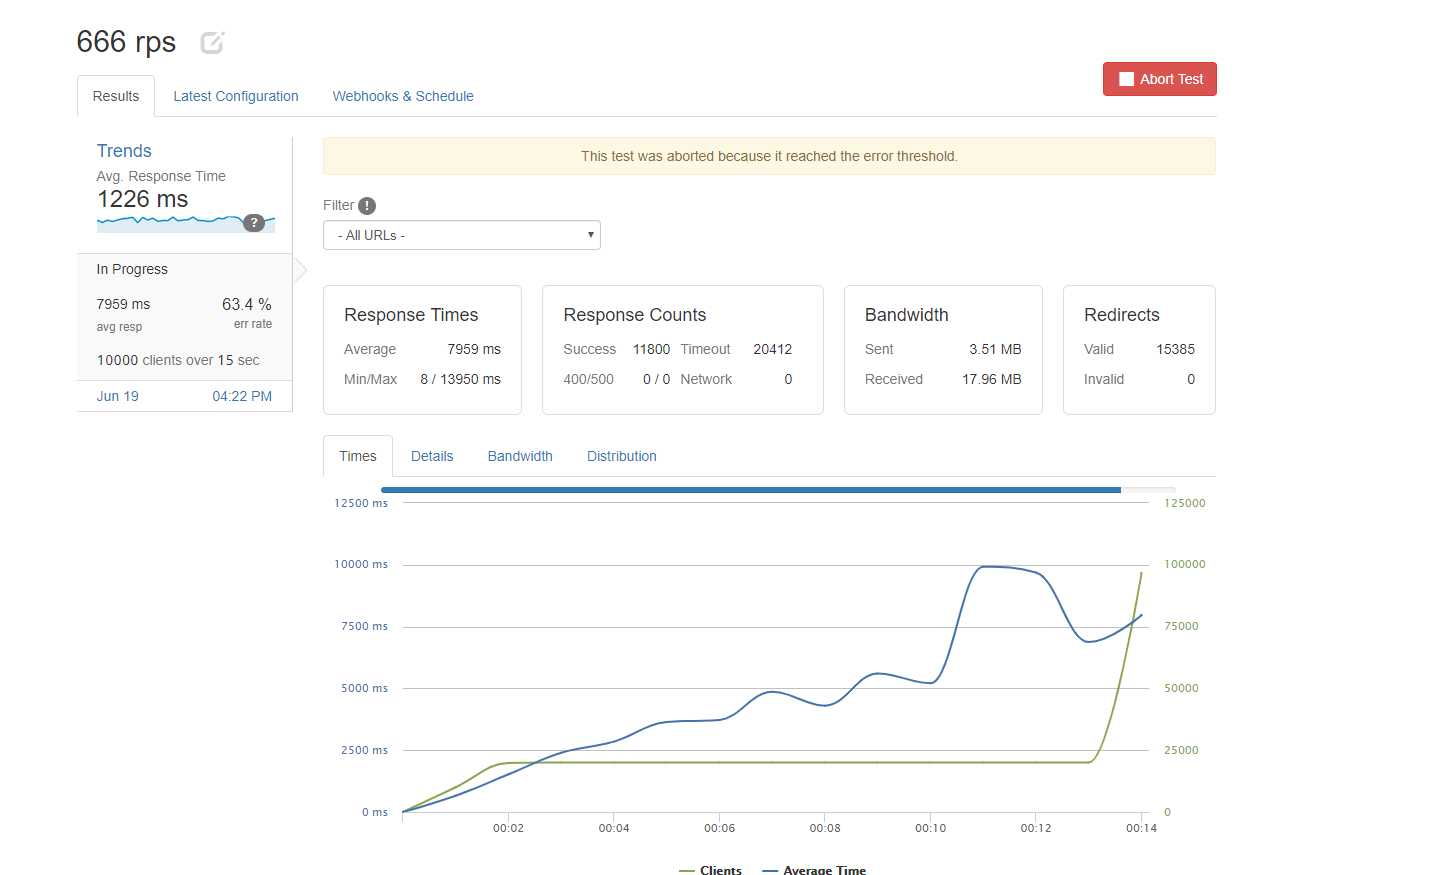 666 rps
Abort Test
Results Latest Configuration Webhooks & Schedule
Trends
Avg. Response Time
1226 ms
?
In Progress
7959 ms 63.4 %
avg resp err rate
10000 clients over 15 sec
Jun 19 04:22 PM
This test was aborted because it reached the error threshold.
Filter !
- All URLs -
Response Times
Average 7959 ms
Min/Max 8 / 13950 ms
Response Counts
Success 11800 Timeout 20412
400/500 0 / 0 Network 0
Bandwidth
Sent 3.51 MB
Received 17.96 MB
Redirects
Valid 15385
Invalid 0
Times Details Bandwidth Distribution
12500 ms 125000
10000 ms 100000
7500 ms 75000
5000 ms 50000
2500 ms 25000
0 ms 0
00:02 00:04 00:06 00:08 00:10 00:12 00:14
Clients Average Time